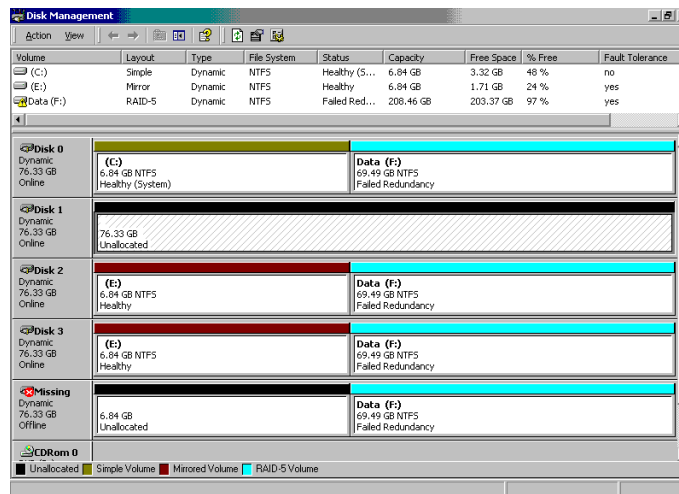 Disk Management
Action View
Volume Layout Type File System Status Capacity Free Space % Free Fault Tolerance
(C:) Simple Dynamic NTFS Healthy (S... 6.84 GB 3.32 GB 48 % no
(E:) Mirror Dynamic NTFS Healthy 6.84 GB 1.71 GB 24 % yes
Data (F:) RAID-5 Dynamic NTFS Failed Red... 208.46 GB 203.37 GB 97 % yes
Disk 0
Dynamic
76.33 GB
Online
(C:)
6.84 GB NTFS
Healthy (System)
Data (F:)
69.49 GB NTFS
Failed Redundancy
Disk 1
Dynamic
76.33 GB
Online
76.33 GB
Unallocated
Disk 2
Dynamic
76.33 GB
Online
(E:)
6.84 GB NTFS
Healthy
Data (F:)
69.49 GB NTFS
Failed Redundancy
Disk 3
Dynamic
76.33 GB
Online
(E:)
6.84 GB NTFS
Healthy
Data (F:)
69.49 GB NTFS
Failed Redundancy
Missing
Dynamic
76.33 GB
Offline
6.84 GB
Unallocated
Data (F:)
69.49 GB NTFS
Failed Redundancy
CDRom 0
Unallocated Simple Volume Mirrored Volume RAID-5 Volume